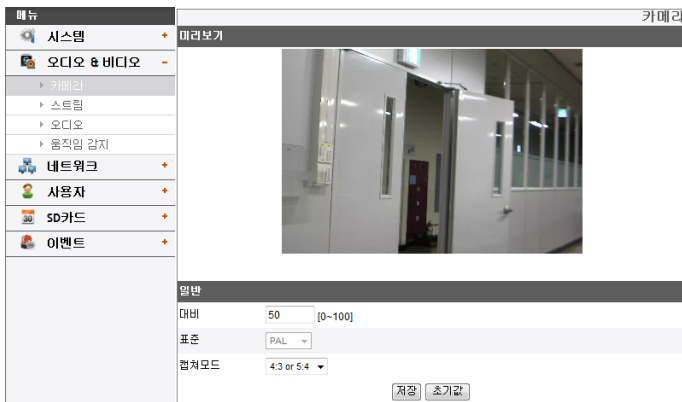 메뉴
시스템 +
오디오 & 비디오 -
카메라
스트림
오디오
움직임 감지
네트워크 +
사용자 +
30 SD카드 +
이벤트 +
카메라
미리보기
일반
대비 50 [0~100]
표준 PAL
캡쳐모드 4:3 or 5:4
저장 초기값